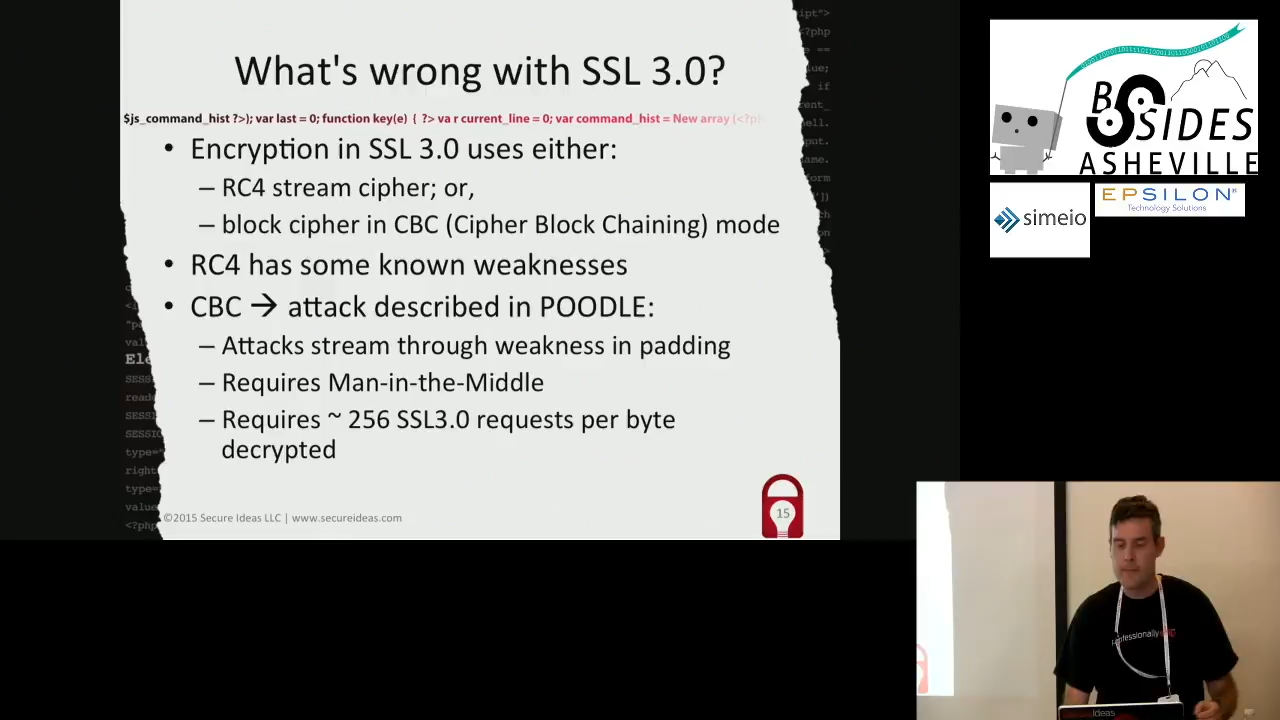 What's wrong with SSL 3.0?
$js_command_hist ?>); var last = 0; function key(e) { ?> va r current_line = 0; var command_hist = New array (<?ph
• Encryption in SSL 3.0 uses either:
– RC4 stream cipher; or,
– block cipher in CBC (Cipher Block Chaining) mode
• RC4 has some known weaknesses
• CBC → attack described in POODLE:
– Attacks stream through weakness in padding
– Requires Man-in-the-Middle
– Requires ~ 256 SSL3.0 requests per byte
decrypted
©2015 Secure Ideas LLC | www.secureideas.com
15
BSIDES
ASHEVILLE
simeio
EPSILON
Technology Solutions
Professionally
Ideas